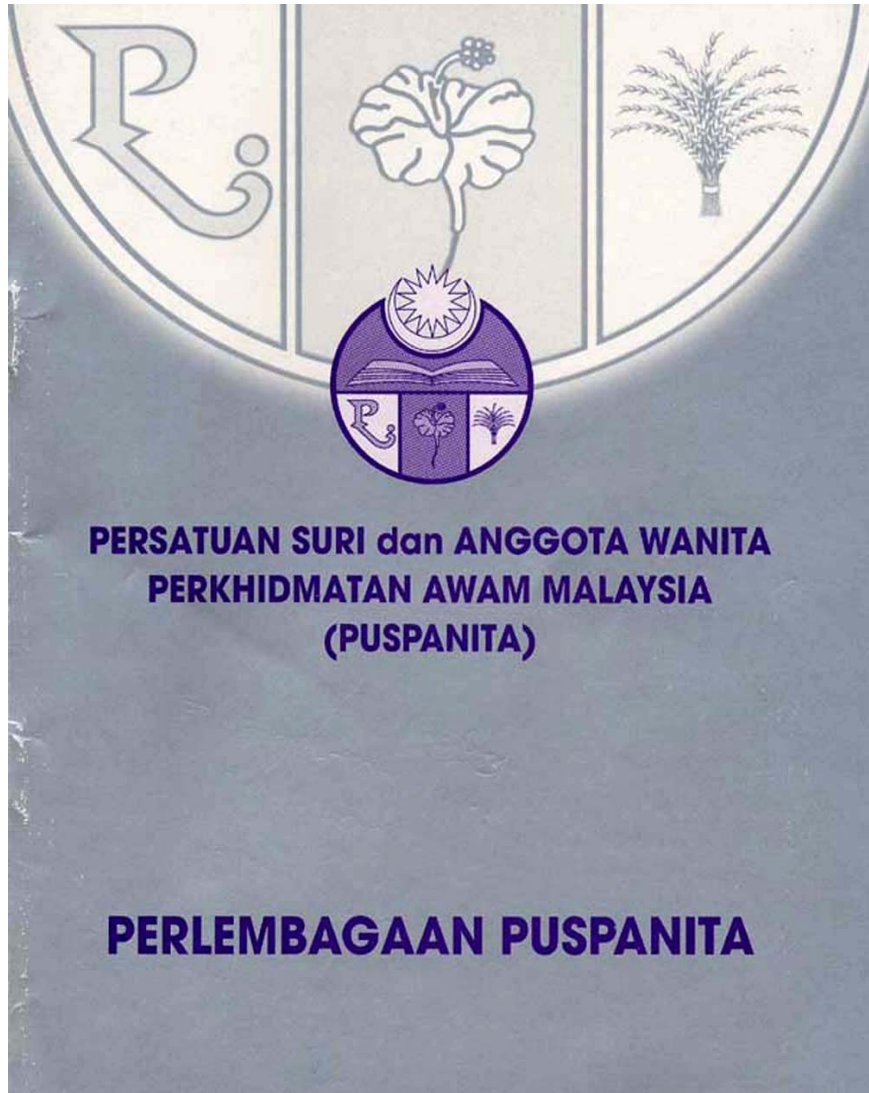 PERSATUAN SURI dan ANGGOTA WANITA
PERKHIDMATAN AWAM MALAYSIA
(PUSPANITA)
PERLEMBAGAAN PUSPANITA